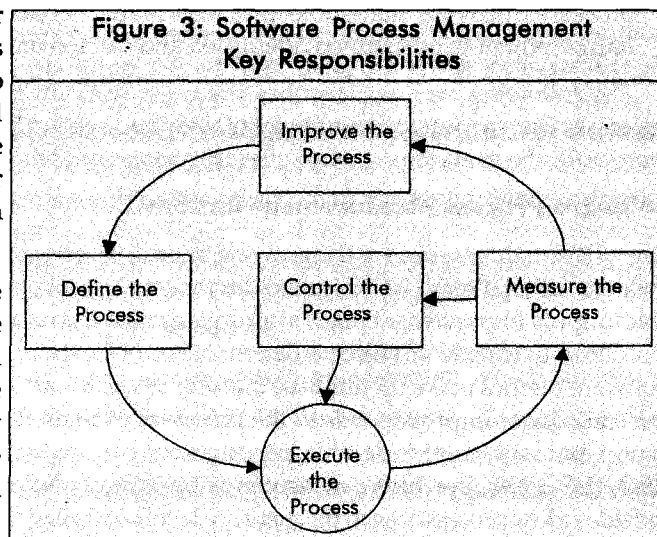 Figure 3: Software Process Management
Key Responsibilities
Improve the
Process
Define the
Process
Control the
Process
Measure the
Process
Execute
the
Process